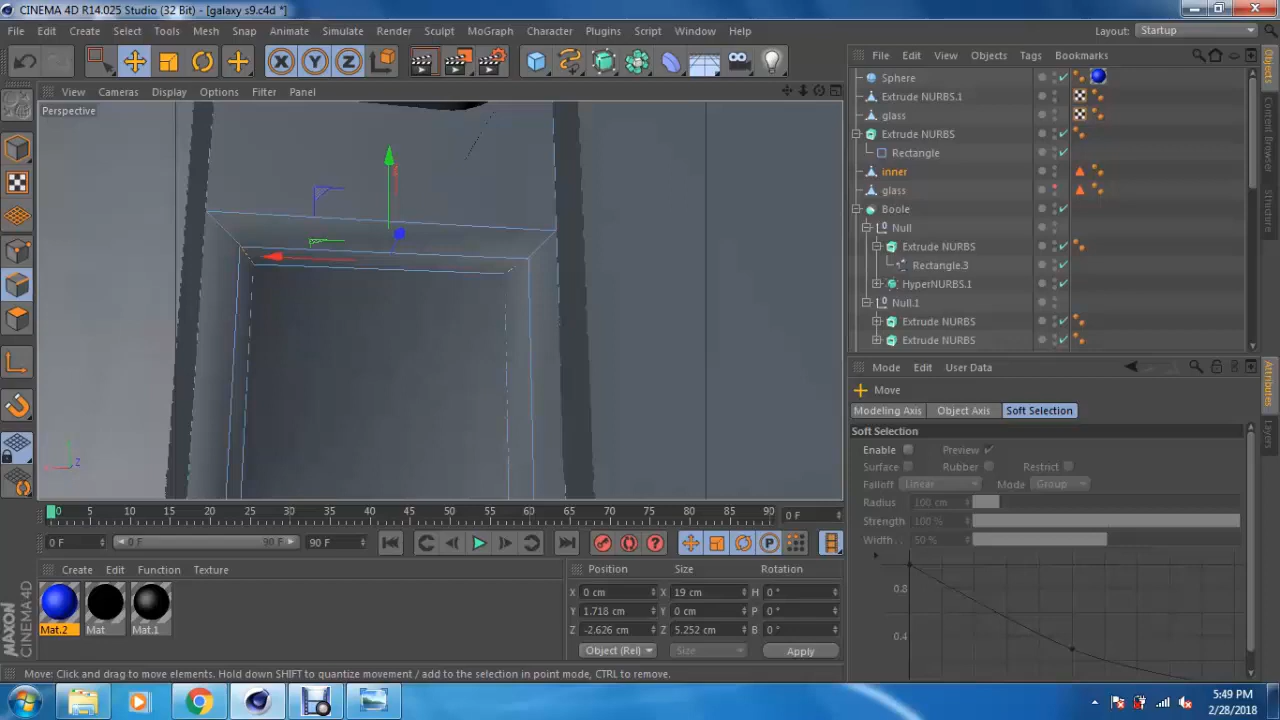 CINEMA 4D R14.025 Studio (32 Bit) - [galaxy s9.c4d *]
File Edit Create Select Tools Mesh Snap Animate Simulate Render Sculpt MoGraph Character Plugins Script Window Help Layout: Startup
File Edit View Objects Tags Bookmarks
View Cameras Display Options Filter Panel
Perspective
Sphere
Extrude NURBS.1
glass
Extrude NURBS
Rectangle
inner
glass
Boole
Null
Extrude NURBS
Rectangle.3
HyperNURBS.1
Null.1
Extrude NURBS
Extrude NURBS
Objects
Content Browser
Structure
Mode Edit User Data
Move
Modeling Axis Object Axis Soft Selection
Soft Selection
Enable Preview
Surface Rubber Restrict
Falloff Linear Mode Group
Radius 100 cm
Strength 100 %
Width . . 50 %
0.8
0.4
Attributes
Layers
Z
0 5 10 15 20 25 30 35 40 45 50 55 60 65 70 75 80 85 90 0 F
0 F 0 F 90 F 90 F
Create Edit Function Texture
Mat.2 Mat Mat.1
Position Size Rotation
X 0 cm X 19 cm H 0 °
Y 1.718 cm Y 0 cm P 0 °
Z -2.626 cm Z 5.252 cm B 0 °
Object (Rel) Size Apply
MAXON CINEMA 4D
Move: Click and drag to move elements. Hold down SHIFT to quantize movement / add to the selection in point mode, CTRL to remove.
5:49 PM
2/28/2018